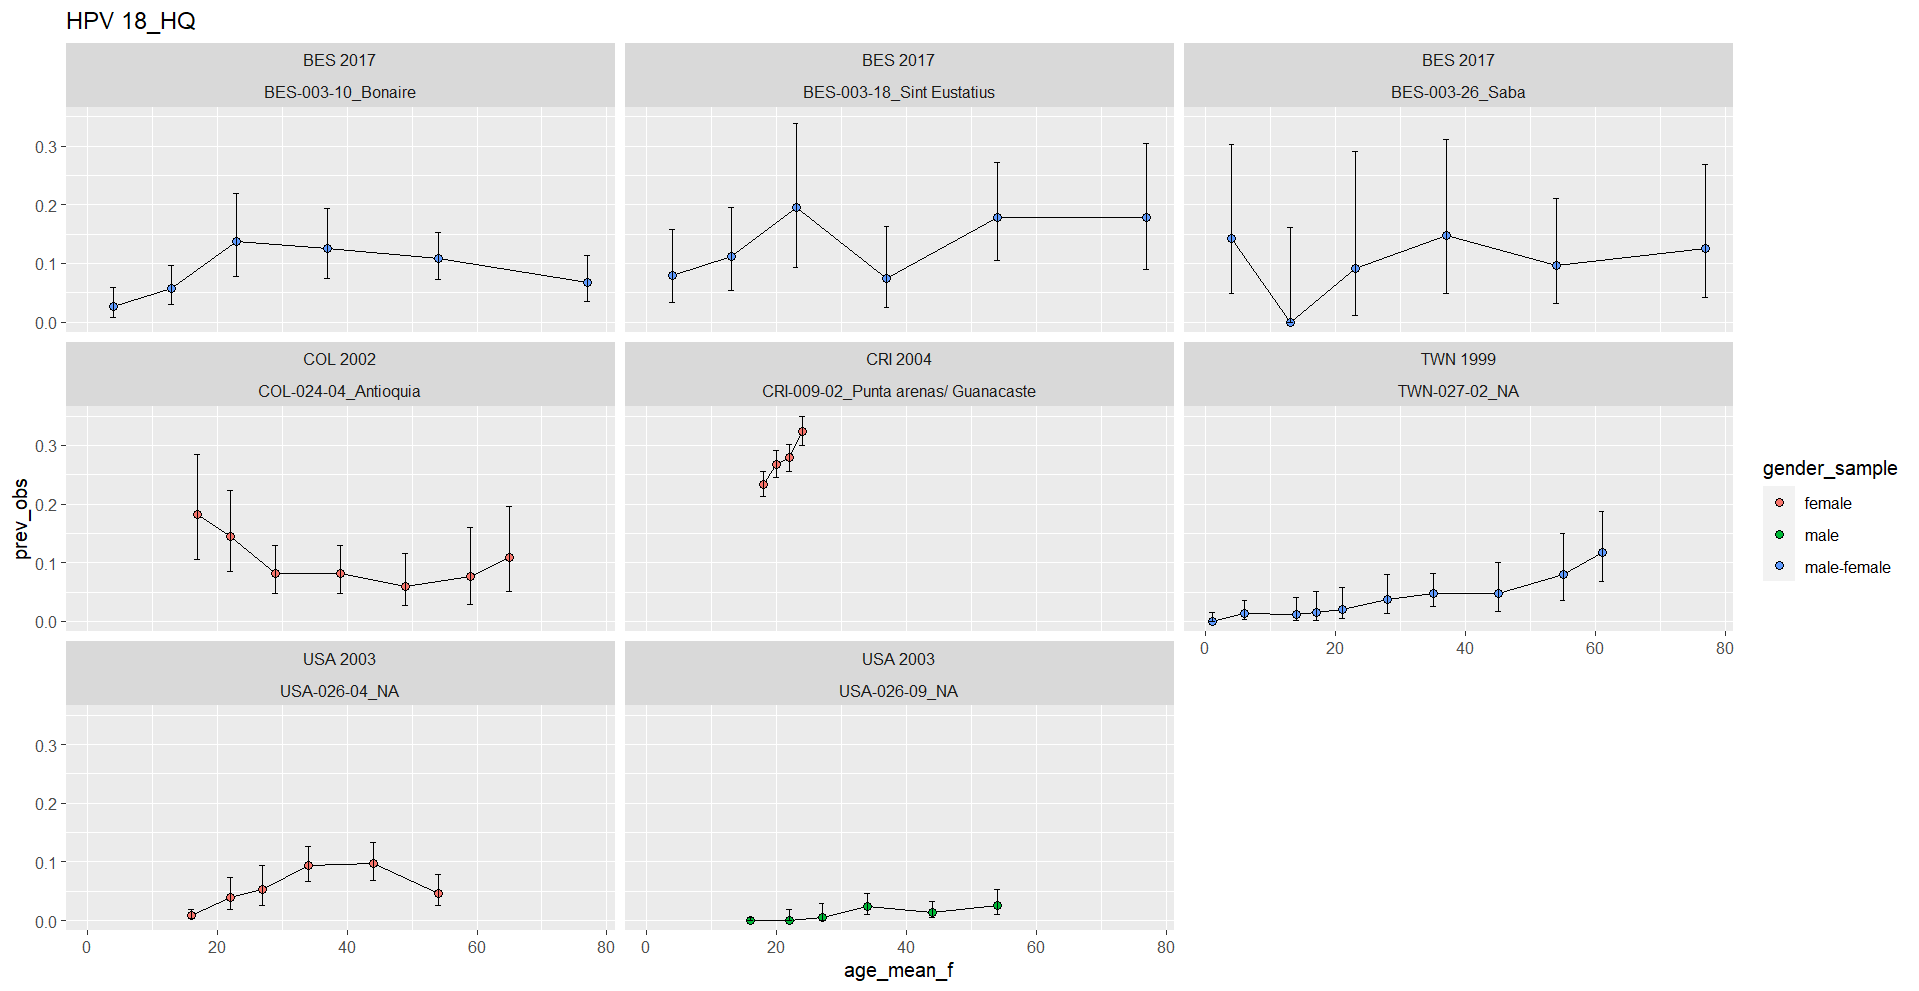 HPV 18_HQ
BES 2017
BES-003-10_Bonaire
BES 2017
BES-003-18_Sint Eustatius
BES 2017
BES-003-26_Saba
0.3
0.2
0.1
0.0
COL 2002
COL-024-04_Antioquia
CRI 2004
CRI-009-02_Punta arenas/ Guanacaste
TWN 1999
TWN-027-02_NA
0.3
0.2
0.1
0.0
0 20 40 60 80
USA 2003
USA-026-04_NA
USA 2003
USA-026-09_NA
0.3
0.2
0.1
0.0
0 20 40 60 80
0 20 40 60 80
age_mean_f
prev_obs
gender_sample
female
male
male-female